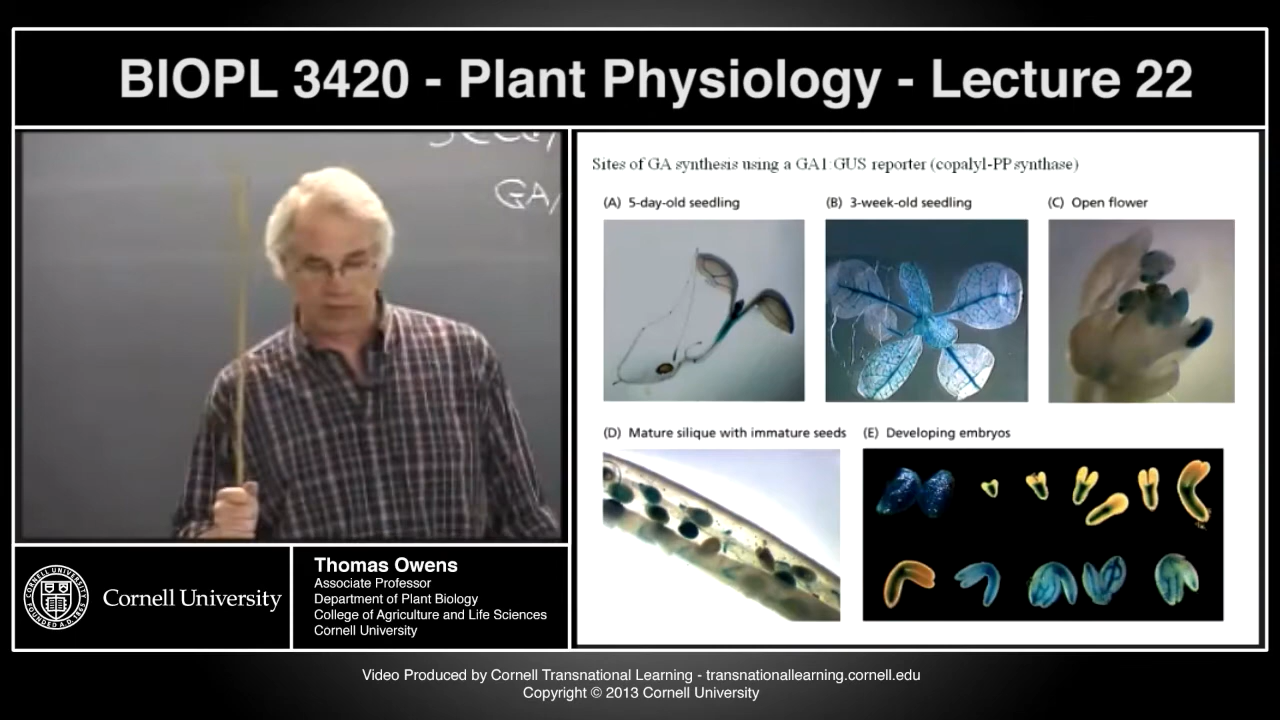 BIOPL 3420 - Plant Physiology - Lecture 22
GA
Sites of GA synthesis using a GA1:GUS reporter (copalyl-PP synthase)
(A) 5-day-old seedling
(B) 3-week-old seedling
(C) Open flower
(D) Mature silique with immature seeds
(E) Developing embryos
Cornell University
Thomas Owens
Associate Professor
Department of Plant Biology
College of Agriculture and Life Sciences
Cornell University
Video Produced by Cornell Transnational Learning - transnationallearning.cornell.edu
Copyright © 2013 Cornell University